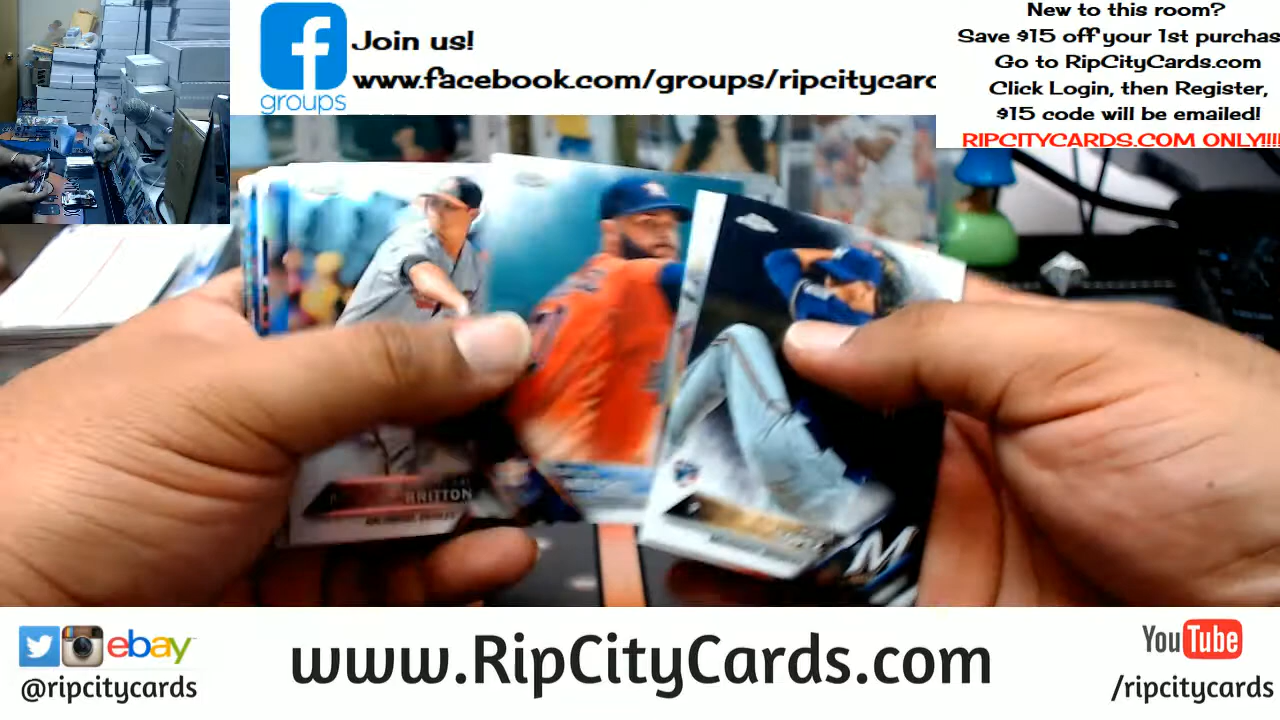 Join us!
www.facebook.com/groups/ripcitycarc
groups
New to this room?
Save $15 off your 1st purchas
Go to RipCityCards.com
Click Login, then Register,
$15 code will be emailed!
RIPCITYCARDS.COM ONLY!!!!
BRITTON
M
ebay
@ripcitycards
www.RipCityCards.com
YouTube
/ripcitycards